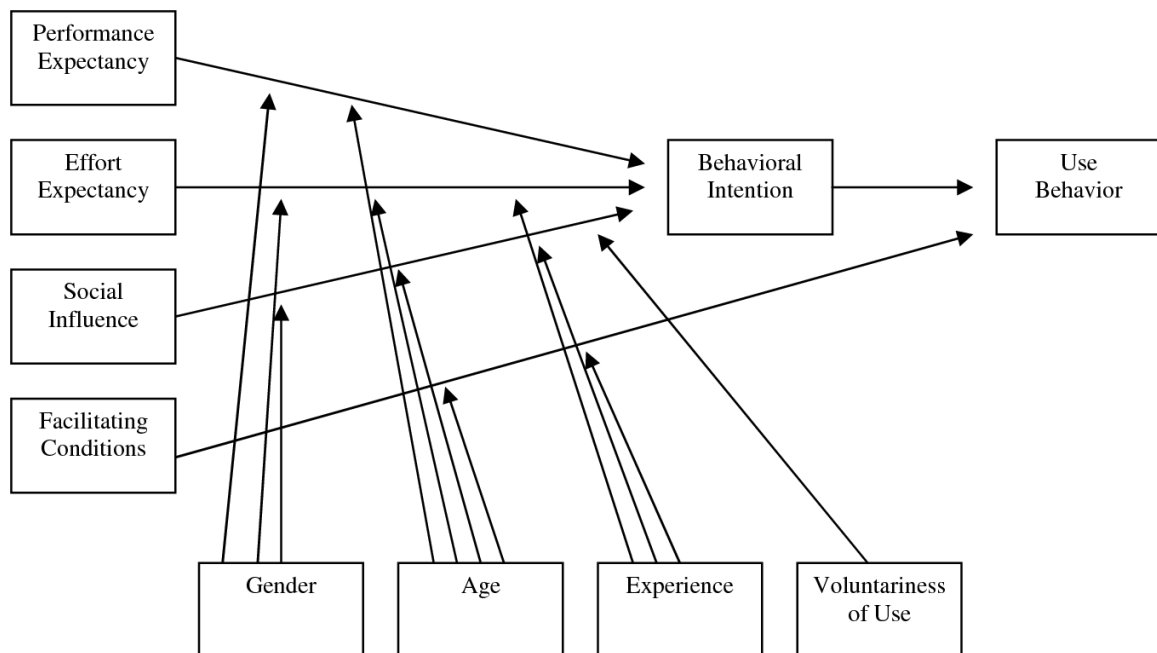 Performance
Expectancy
Effort
Expectancy
Behavioral
Intention
Use
Behavior
Social
Influence
Facilitating
Conditions
Gender
Age
Experience
Voluntariness
of Use